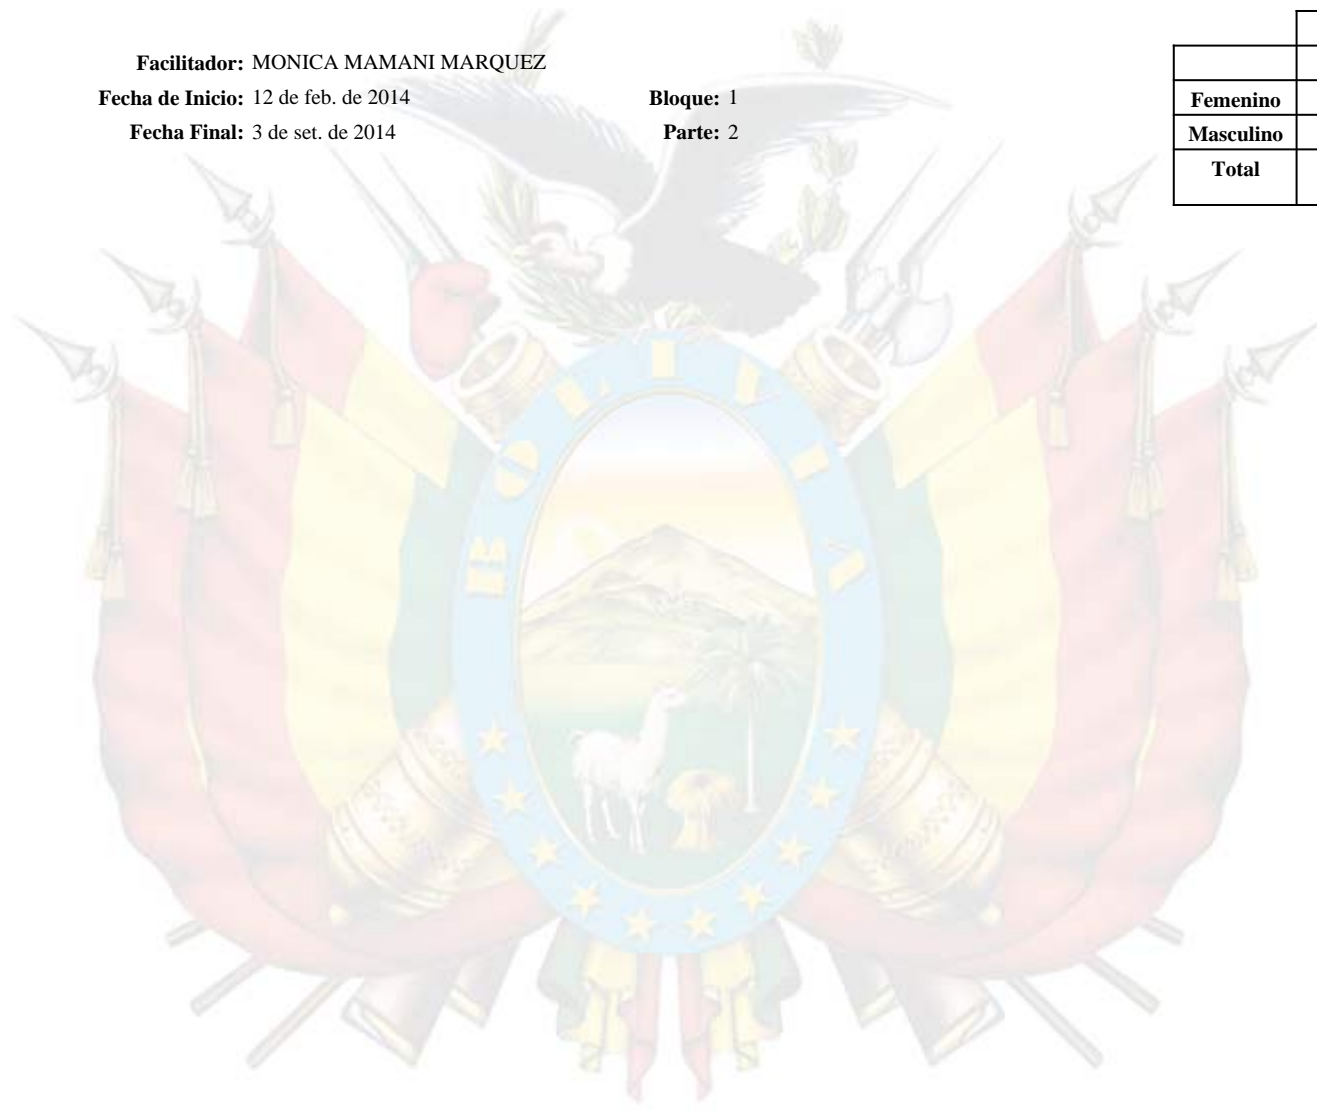 Facilitador: MONICA MAMANI MARQUEZ
Fecha de Inicio: 12 de feb. de 2014 Bloque: 1
Fecha Final: 3 de set. de 2014 Parte: 2
Femenino
Masculino
Total
BOLIVIA